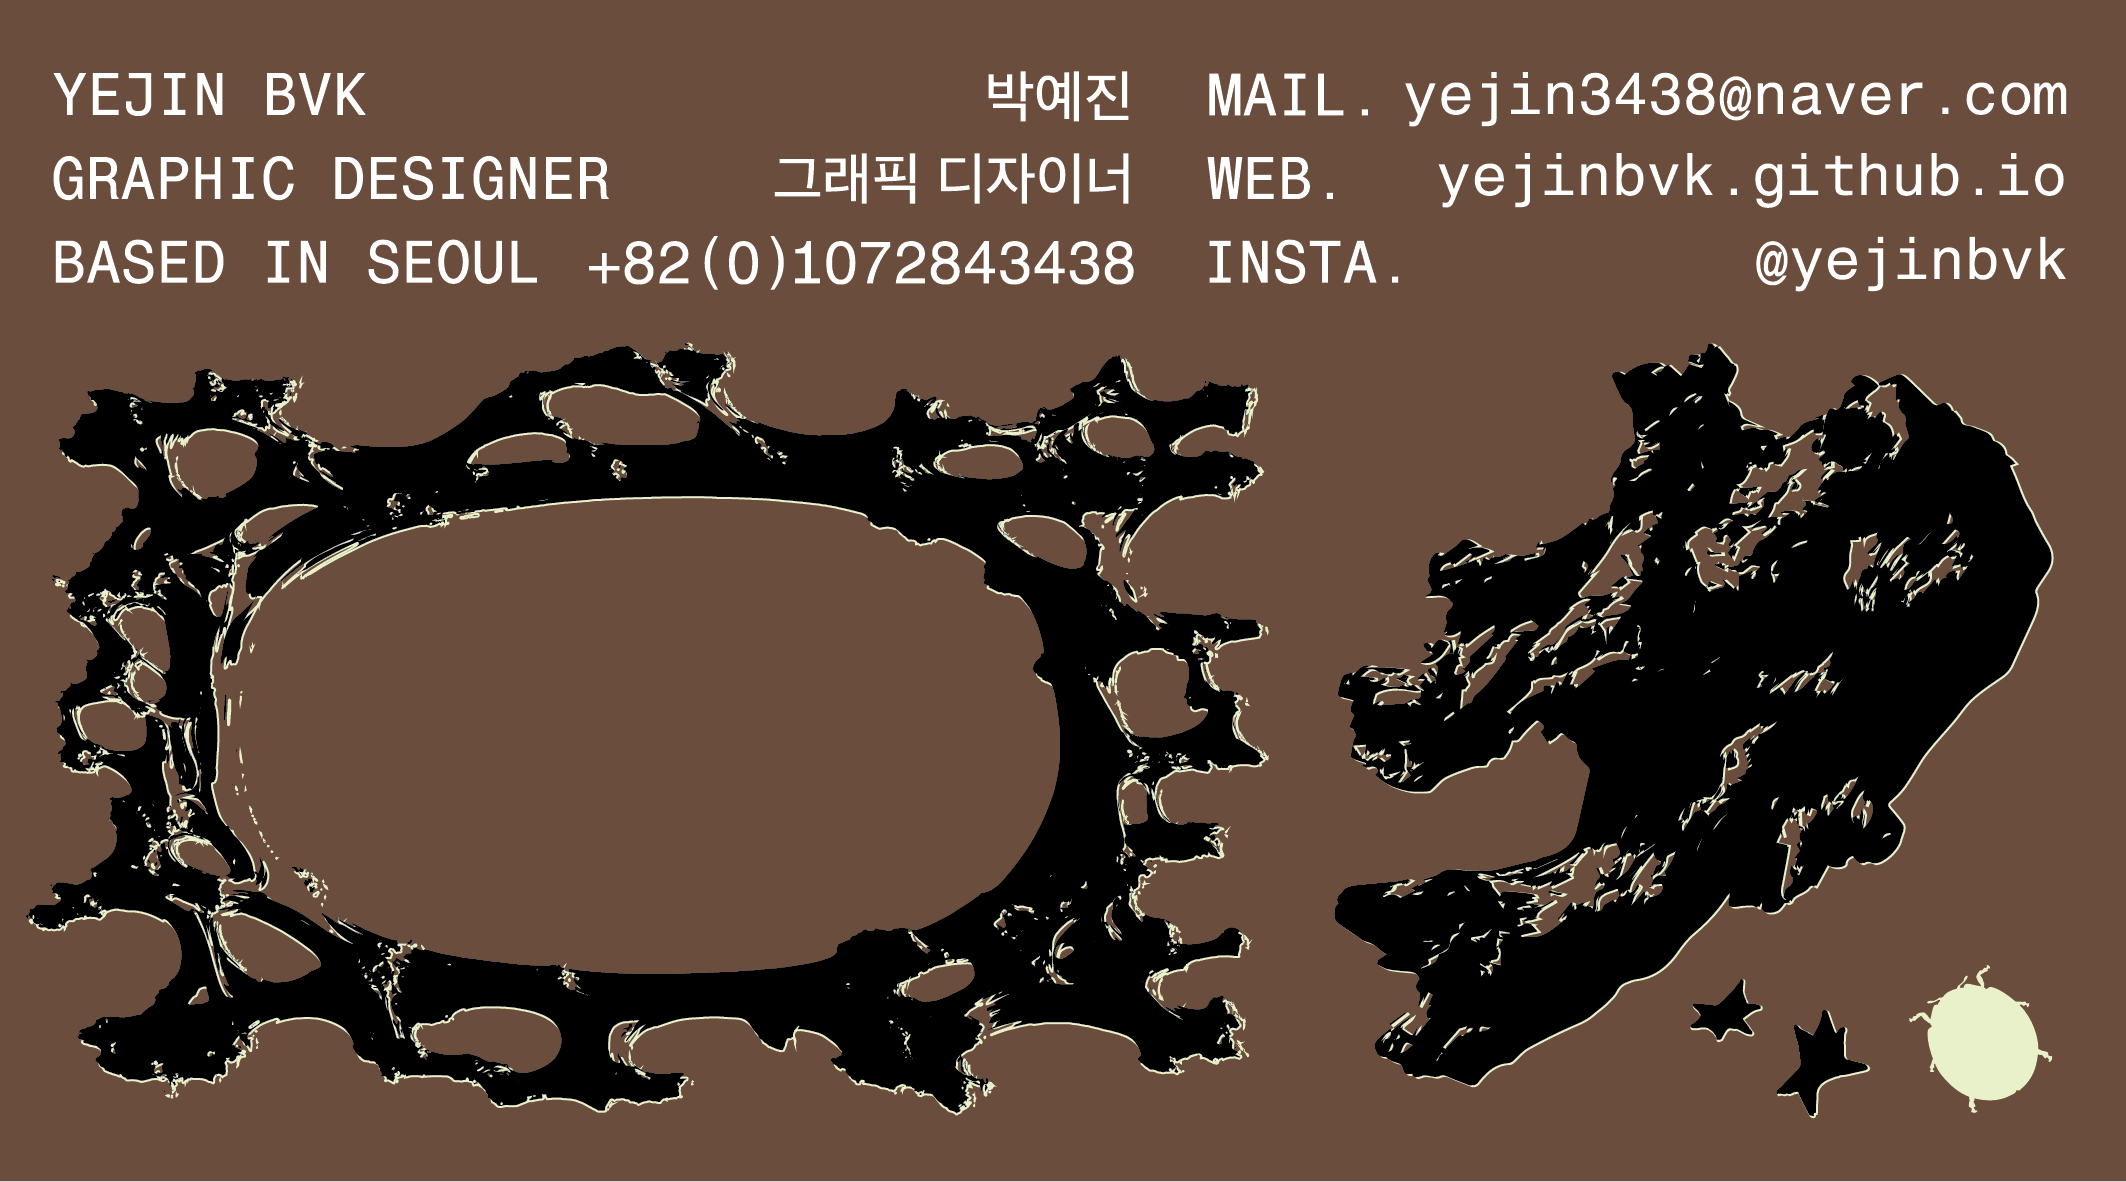 YEJIN BVK 박예진
GRAPHIC DESIGNER 그래픽 디자이너
BASED IN SEOUL +82(0)1072843438
MAIL. yejin3438@naver.com
WEB. yejinbvk.github.io
INSTA. @yejinbvk